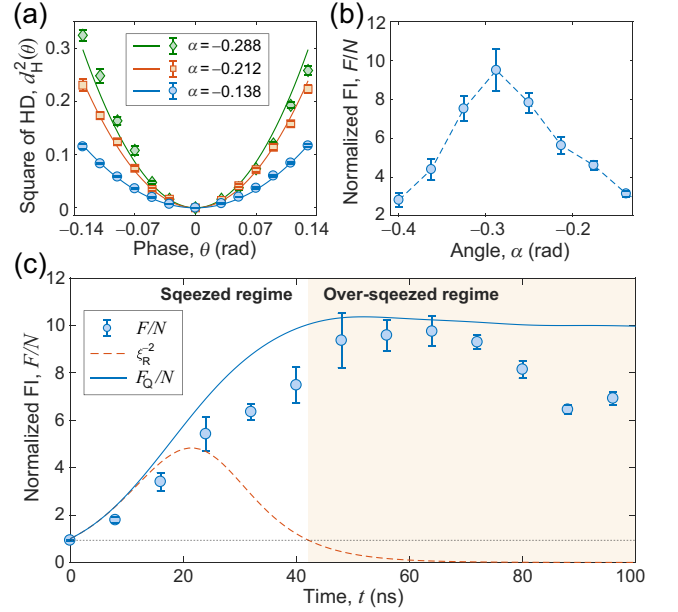 (a)
Square of HD, d²H(θ)
0.3
0.2
0.1
0
α=−0.288
α=−0.212
α=−0.138
−0.14 −0.07 0 0.07 0.14
Phase, θ (rad)
(b)
Normalized FI, F/N
12
10
8
6
4
2
−0.4 −0.3 −0.2
Angle, α (rad)
(c)
Normalized FI, F/N
12
10
8
6
4
2
0
Sqeezed regime
Over-sqeezed regime
F/N
ξR⁻²
FQ/N
0 20 40 60 80 100
Time, t (ns)